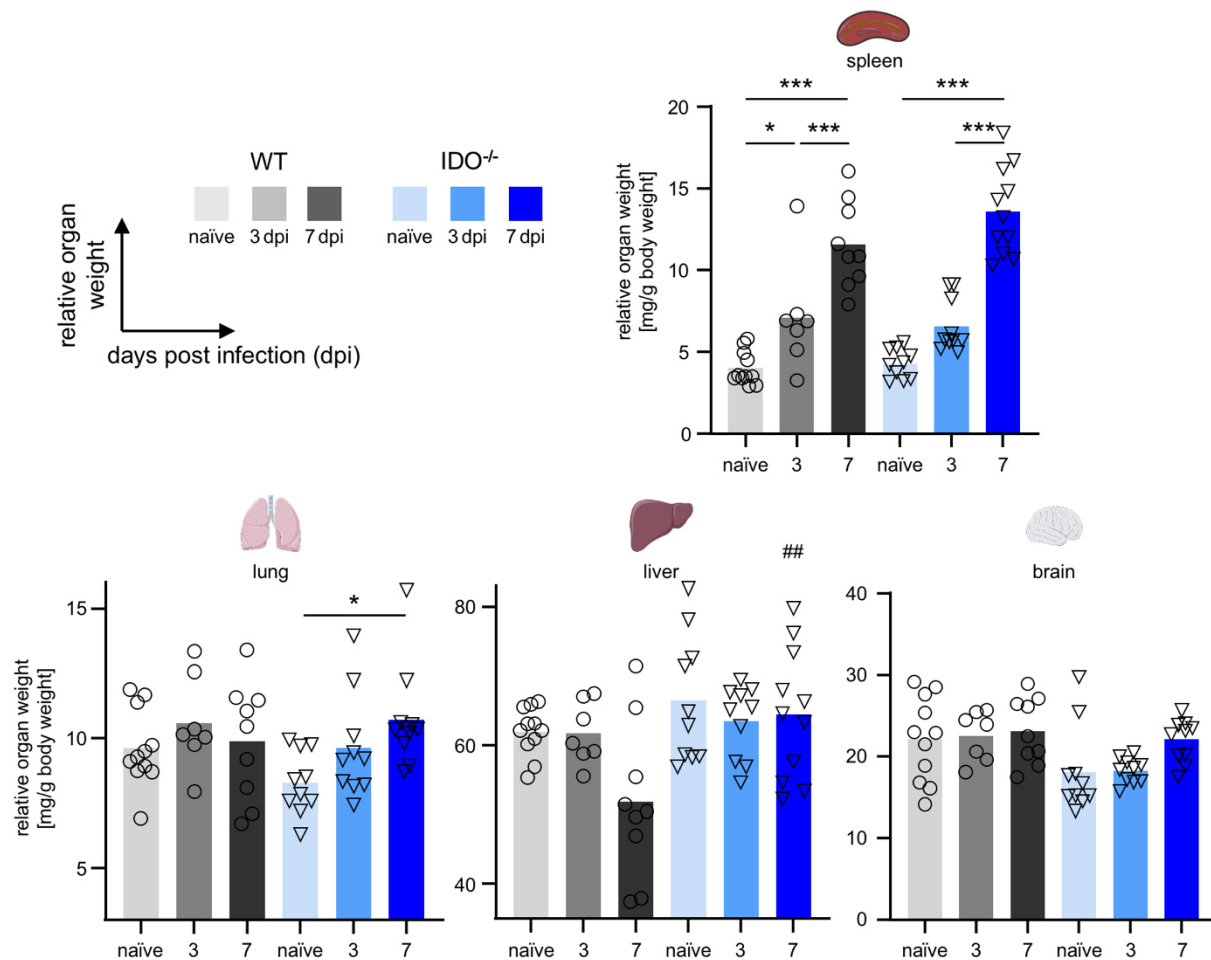 WT
IDO-/-
naïve 3 dpi 7 dpi naïve 3 dpi 7 dpi
relative organ
weight
days post infection (dpi)
spleen
*** ***
* *** ***
relative organ weight
[mg/g body weight]
20
15
10
5
0
naïve 3 7 naïve 3 7
lung
*
relative organ weight
[mg/g body weight]
15
10
5
naïve 3 7 naïve 3 7
liver
##
80
60
40
naïve 3 7 naïve 3 7
brain
40
30
20
10
0
naïve 3 7 naïve 3 7